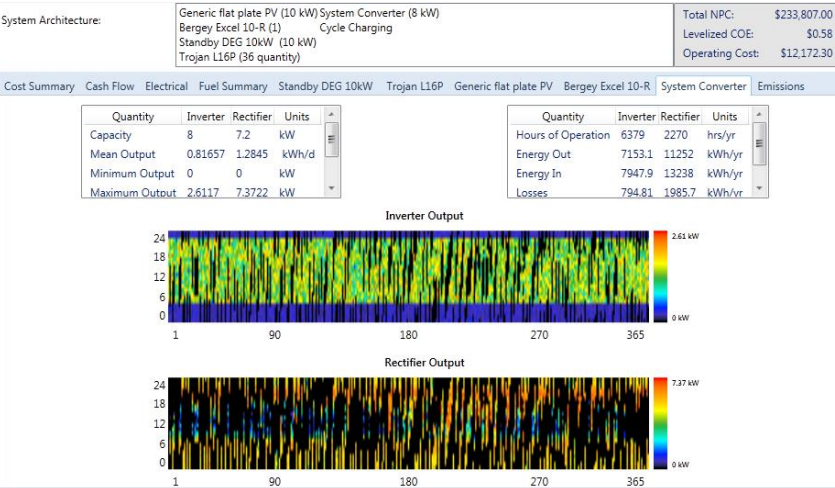 System Architecture:
Generic flat plate PV (10 kW) System Converter (8 kW)
Bergey Excel 10-R (1) Cycle Charging
Standby DEG 10kW (10 kW)
Trojan L16P (36 quantity)
Total NPC: $233,807.00
Levelized COE: $0.58
Operating Cost: $12,172.30
Cost Summary Cash Flow Electrical Fuel Summary Standby DEG 10kW Trojan L16P Generic flat plate PV Bergey Excel 10-R System Converter Emissions
Quantity Inverter Rectifier Units
Capacity 8 7.2 kW
Mean Output 0.81657 1.2845 kWh/d
Minimum Output 0 0 kW
Maximum Output 2.6117 7.3722 kW
Quantity Inverter Rectifier Units
Hours of Operation 6379 2270 hrs/yr
Energy Out 7153.1 11252 kWh/yr
Energy In 7947.9 13238 kWh/yr
Losses 794.81 1985.7 kWh/yr
Inverter Output
24
18
12
6
0
1 90 180 270 365
2.61 kW
0 kW
Rectifier Output
24
18
12
6
0
1 90 180 270 365
7.37 kW
0 kW